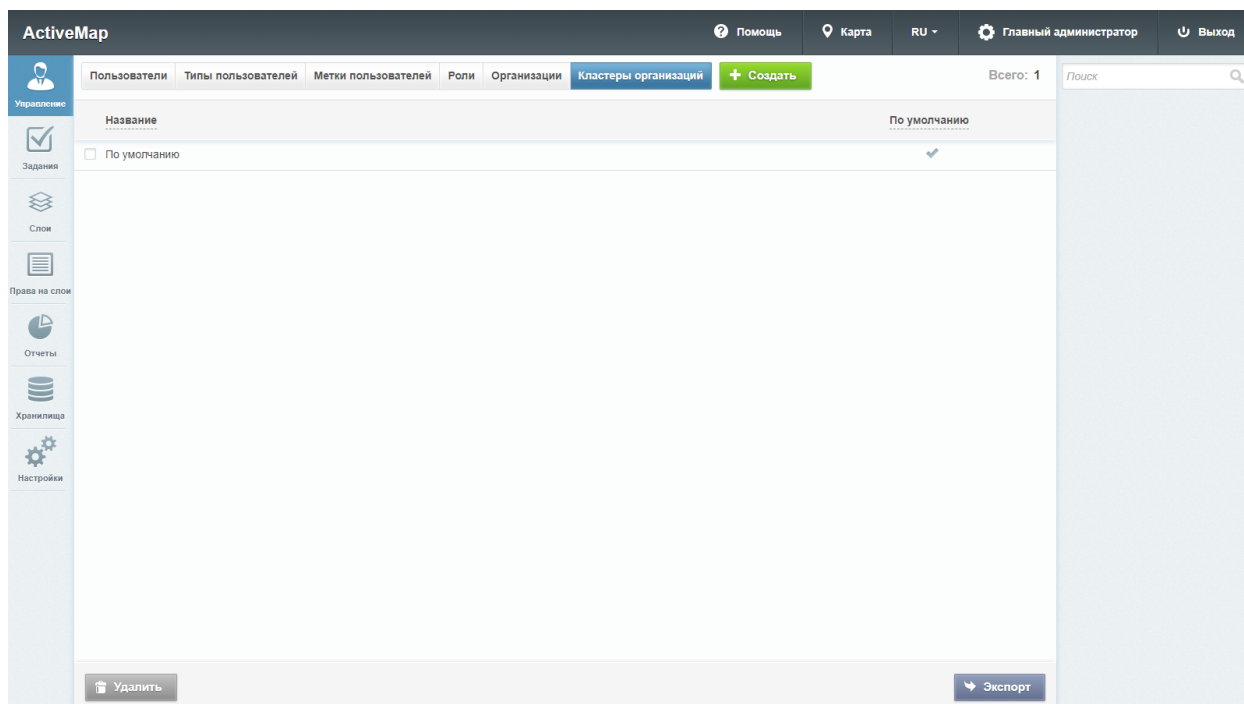 ActiveMap
Помощь
Карта
RU
Главный администратор
Выход
Управление
Задания
Слои
Права на слои
Отчеты
Хранилища
Настройки
Пользователи Типы пользователей Метки пользователей Роли Организации Кластеры организаций + Создать
Всего: 1
Поиск
Название По умолчанию
По умолчанию
Удалить
Экспорт